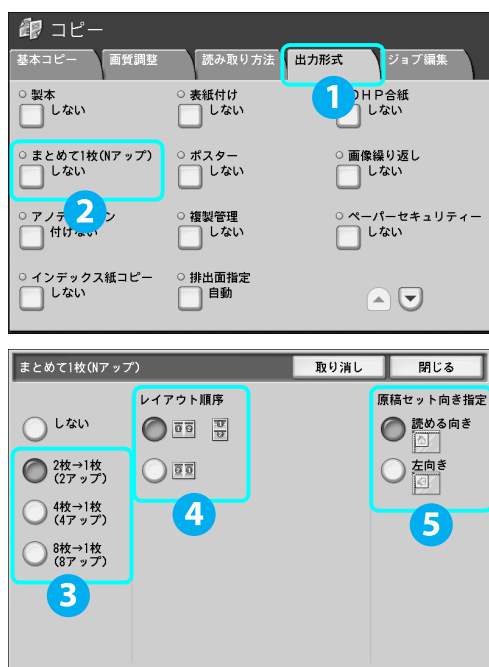 コピー
基本コピー 画質調整 読み取り方法 出力形式 ジョブ編集
製本 表紙付け HP合紙
しない しない しない
1
まとめて1枚(Nアップ) ポスター 画像繰り返し
しない しない しない
2
アノテ ン 複製管理 ペーパーセキュリティー
付けない しない しない
インデックス紙コピー 排出面指定
しない 自動
まとめて1枚(Nアップ) 取り消し 閉じる
レイアウト順序 原稿セット向き指定
しない 読める向き
2枚→1枚 左向き
(2アップ)
4枚→1枚
(4アップ)
8枚→1枚
(8アップ)
4
5
3